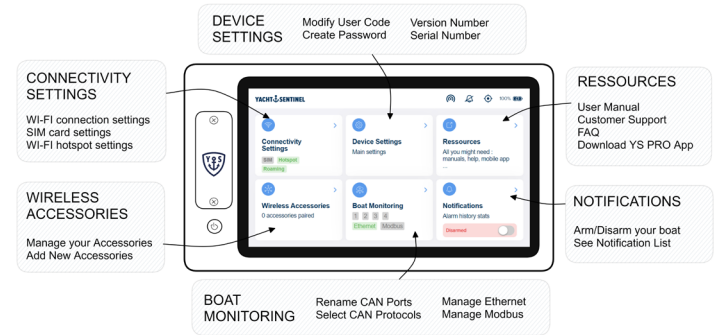 DEVICE
SETTINGS
Modify User Code
Create Password
Version Number
Serial Number
CONNECTIVITY
SETTINGS
WI-FI connection settings
SIM card settings
WI-FI hotspot settings
RESSOURCES
User Manual
Customer Support
FAQ
Download YS PRO App
YACHT SENTINEL
100%
Connectivity
Settings
SIM Hotspot
Roaming
Device Settings
Main settings
Ressources
All you might need :
manuals, help, mobile app
...
Wireless Accessories
0 accessories paired
Boat Monitoring
1 2 3 4
Ethernet Modbus
Notifications
Alarm history stats
Disarmed
Y S
WIRELESS
ACCESSORIES
Manage your Accessories
Add New Accessories
NOTIFICATIONS
Arm/Disarm your boat
See Notification List
BOAT
MONITORING
Rename CAN Ports
Select CAN Protocols
Manage Ethernet
Manage Modbus